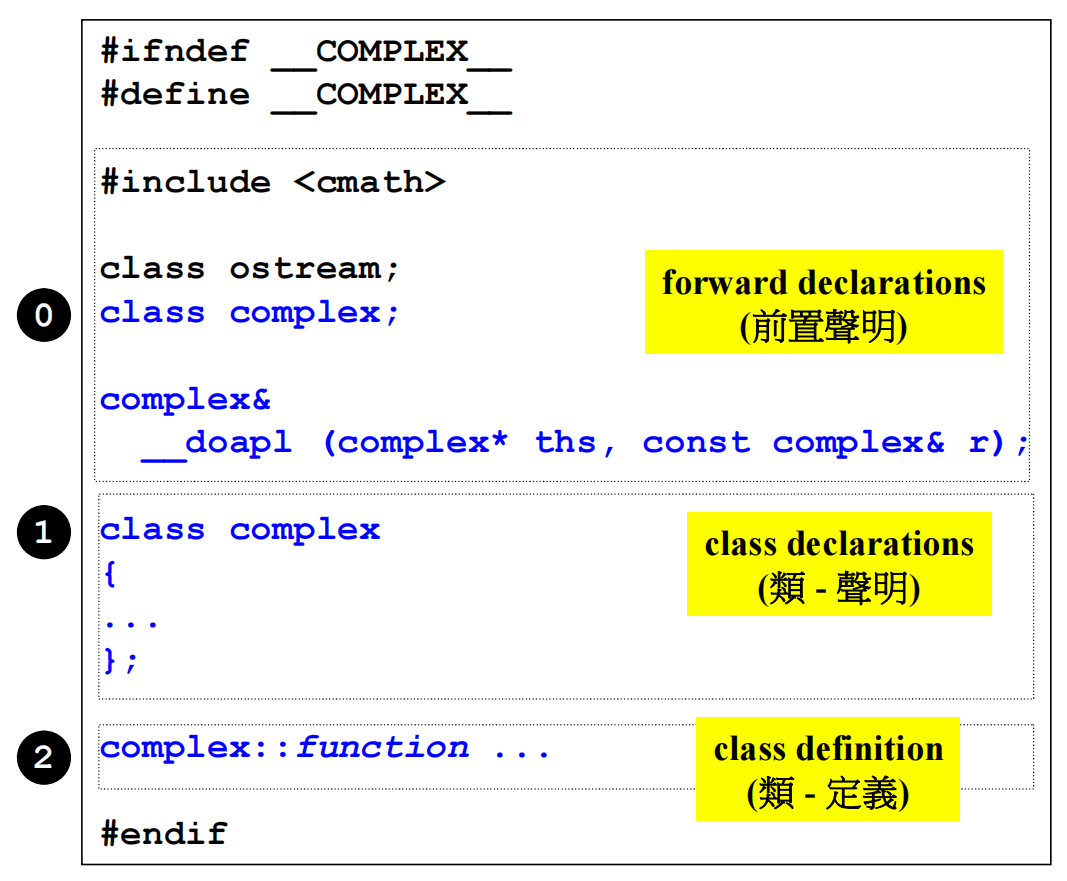 #ifndef __COMPLEX__
#define __COMPLEX__
#include <cmath>
class ostream;
forward declarations
0
class complex;
(前置聲明)
complex&
__doapl (complex* ths, const complex& r);
1
class complex
class declarations
{
(類 - 聲明)
...
};
2
complex::function ...
class definition
(類 - 定義)
#endif